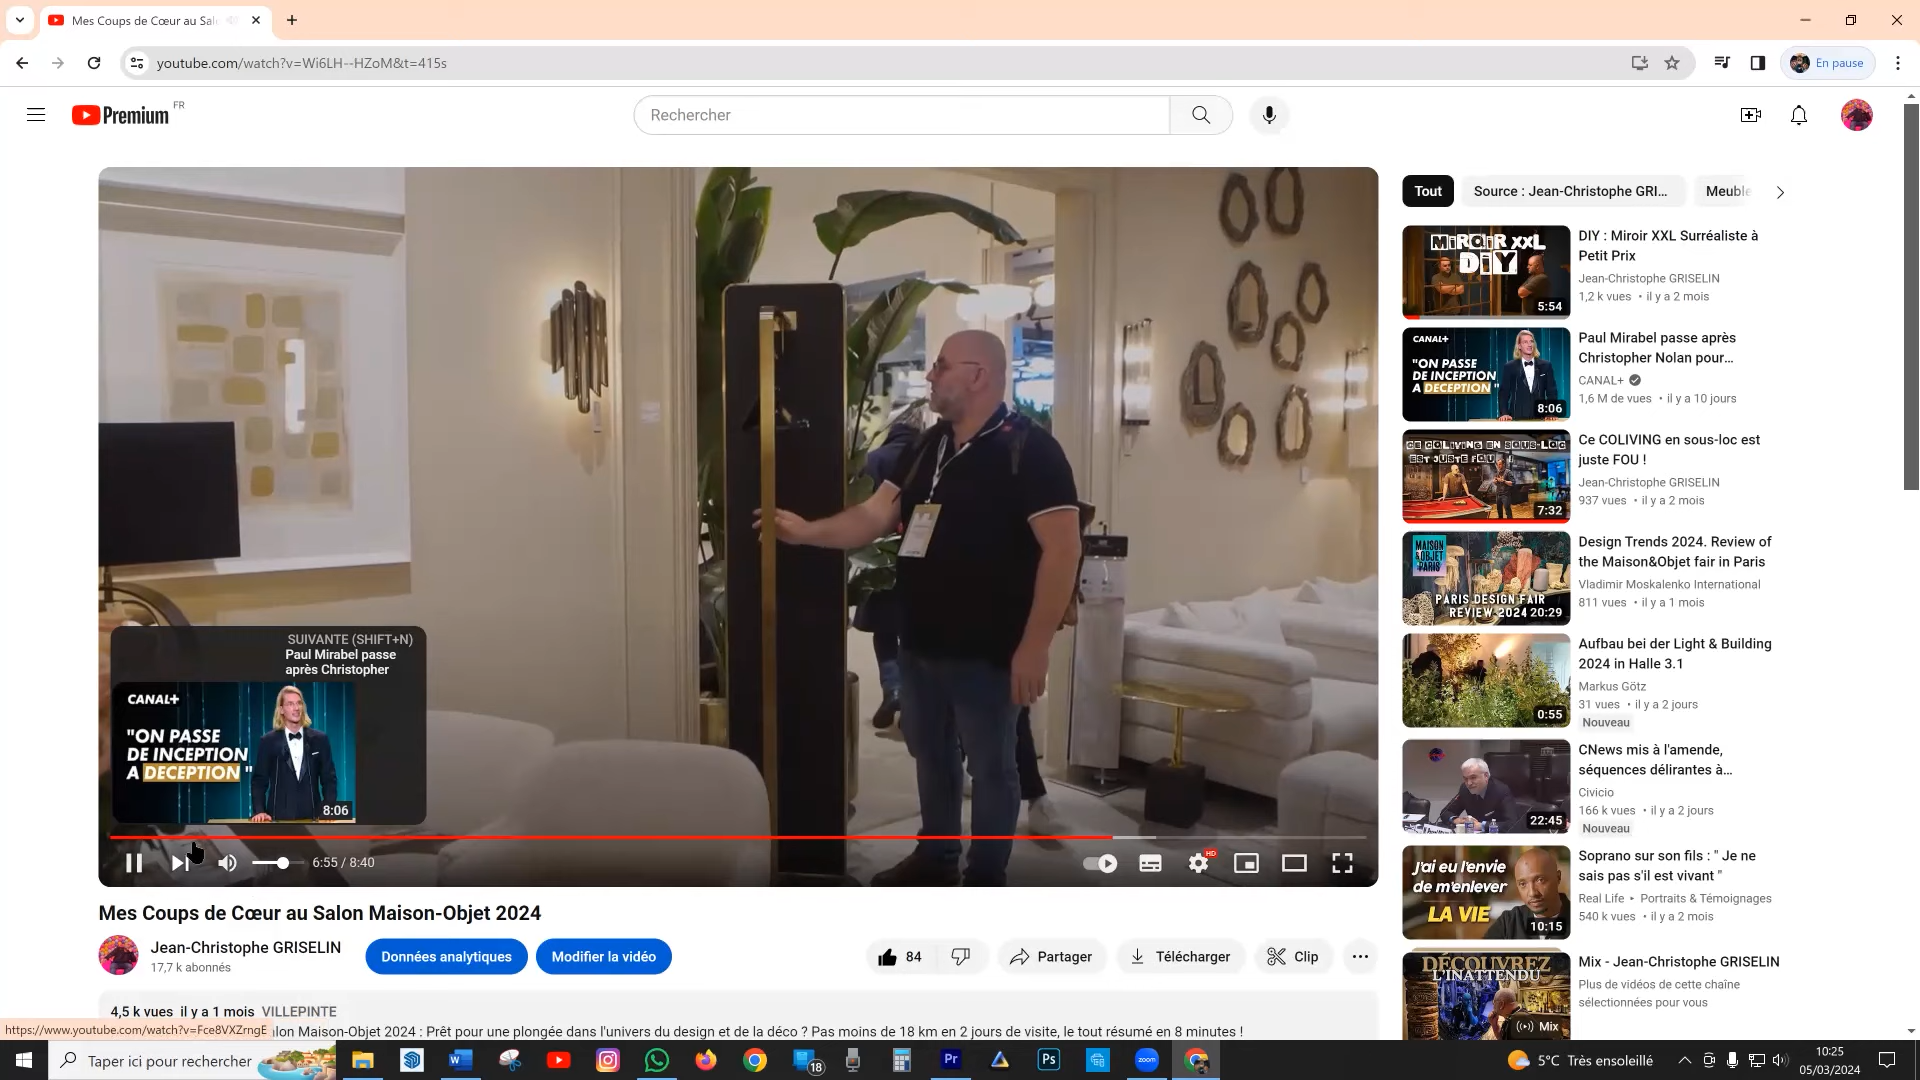 Mes Coups de Cœur au Sal
youtube.com/watch?v=Wi6LH--HZoM&t=415s
En pause
Premium FR
Rechercher
Tout
Source : Jean-Christophe GRI...
Meuble
MiROiR XXL
DiY
5:54
DIY : Miroir XXL Surréaliste à
Petit Prix
Jean-Christophe GRISELIN
1,2 k vues • il y a 2 mois
CANAL+
"ON PASSE
DE INCEPTION
A DECEPTION "
8:06
Paul Mirabel passe après
Christopher Nolan pour...
CANAL+
1,6 M de vues • il y a 10 jours
CE COLIVING EN SOUS-LOC
EST JUSTE FOU !
7:32
Ce COLIVING en sous-loc est
juste FOU !
Jean-Christophe GRISELIN
937 vues • il y a 2 mois
MAISON
&OBJET
PARIS
PARIS DESIGN FAIR
REVIEW 2024
20:29
Design Trends 2024. Review of
the Maison&Objet fair in Paris
Vladimir Moskalenko International
811 vues • il y a 1 mois
0:55
Aufbau bei der Light & Building
2024 in Halle 3.1
Markus Götz
31 vues • il y a 2 jours
Nouveau
22:45
CNews mis à l'amende,
séquences délirantes à...
Civicio
166 k vues • il y a 2 jours
Nouveau
J'ai eu l'envie
de m'enlever
LA VIE
10:15
Soprano sur son fils : " Je ne
sais pas s'il est vivant "
Real Life ▸ Portraits & Témoignages
540 k vues • il y a 2 mois
DÉCOUVREZ
L'INATTENDU
Mix
Mix - Jean-Christophe GRISELIN
Plus de vidéos de cette chaîne
sélectionnées pour vous
SUIVANTE (SHIFT+N)
Paul Mirabel passe
après Christopher
CANAL+
"ON PASSE
DE INCEPTION
A DECEPTION "
8:06
6:55 / 8:40
HD
Mes Coups de Cœur au Salon Maison-Objet 2024
Jean-Christophe GRISELIN
17,7 k abonnés
Données analytiques
Modifier la vidéo
84
Partager
Télécharger
Clip
4,5 k vues il y a 1 mois VILLEPINTE
https://www.youtube.com/watch?v=Fce8VXZrngE
lon Maison-Objet 2024 : Prêt pour une plongée dans l'univers du design et de la déco ? Pas moins de 18 km en 2 jours de visite, le tout résumé en 8 minutes !
Taper ici pour rechercher
18
Pr
Ps
zoom
5°C Très ensoleillé
10:25
05/03/2024